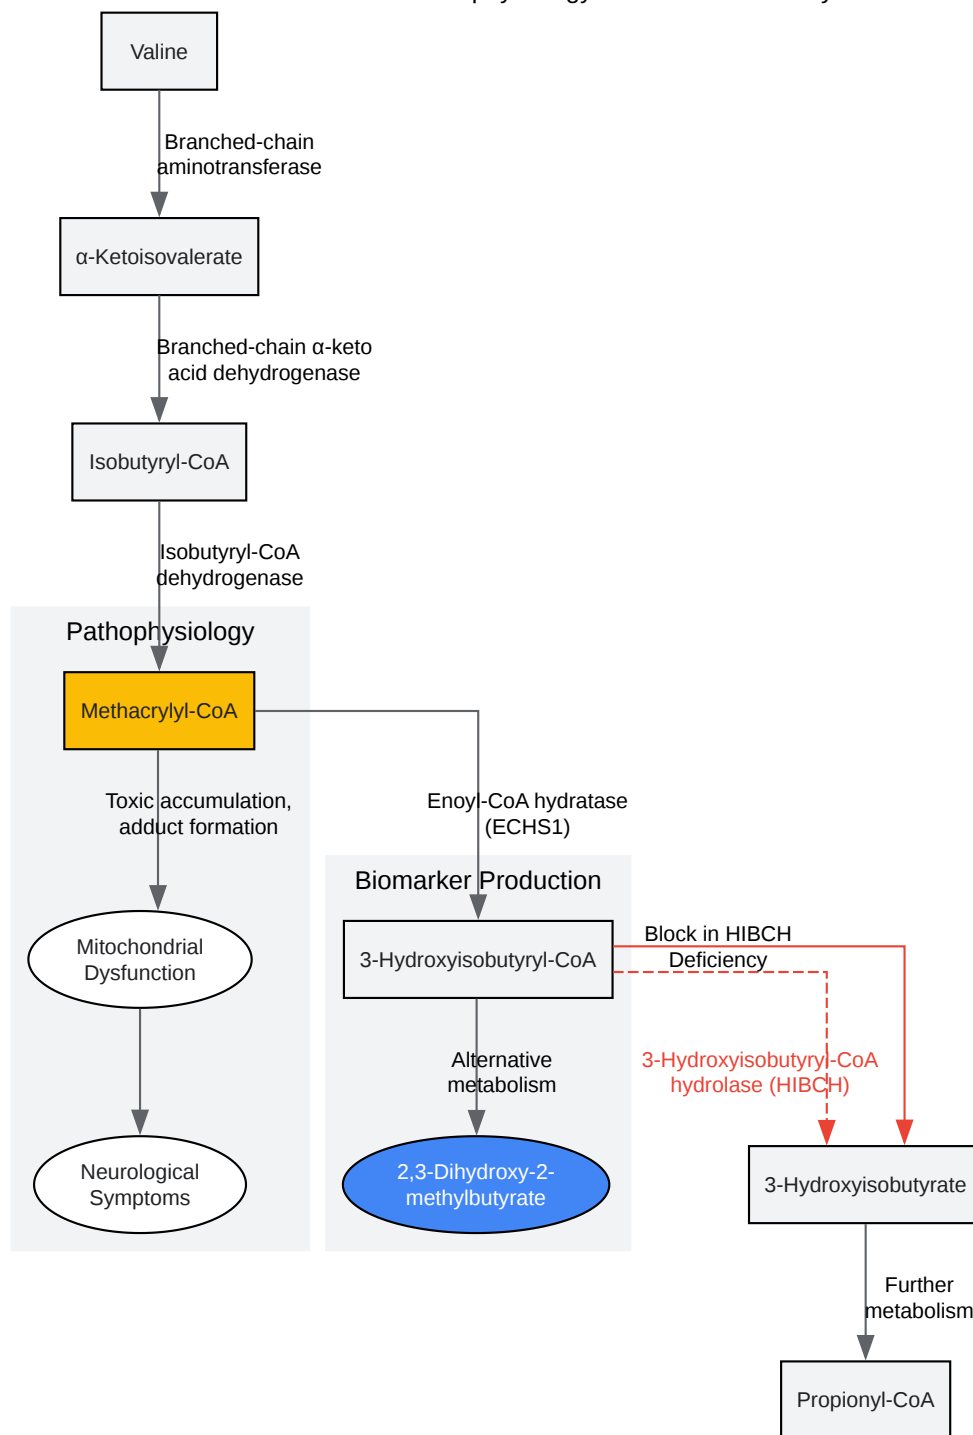 Valine
Branched-chain
aminotransferase
α-Ketoisovalerate
Branched-chain α-keto
acid dehydrogenase
Isobutyryl-CoA
Isobutyryl-CoA
dehydrogenase
Pathophysiology
Methacrylyl-CoA
Toxic accumulation,
adduct formation
Enoyl-CoA hydratase
(ECHS1)
Biomarker Production
Mitochondrial
Dysfunction
3-Hydroxyisobutyryl-CoA
Block in HIBCH
Deficiency
Alternative
metabolism
3-Hydroxyisobutyryl-CoA
hydrolase (HIBCH)
Neurological
Symptoms
2,3-Dihydroxy-2-
methylbutyrate
3-Hydroxyisobutyrate
Further
metabolism
Propionyl-CoA